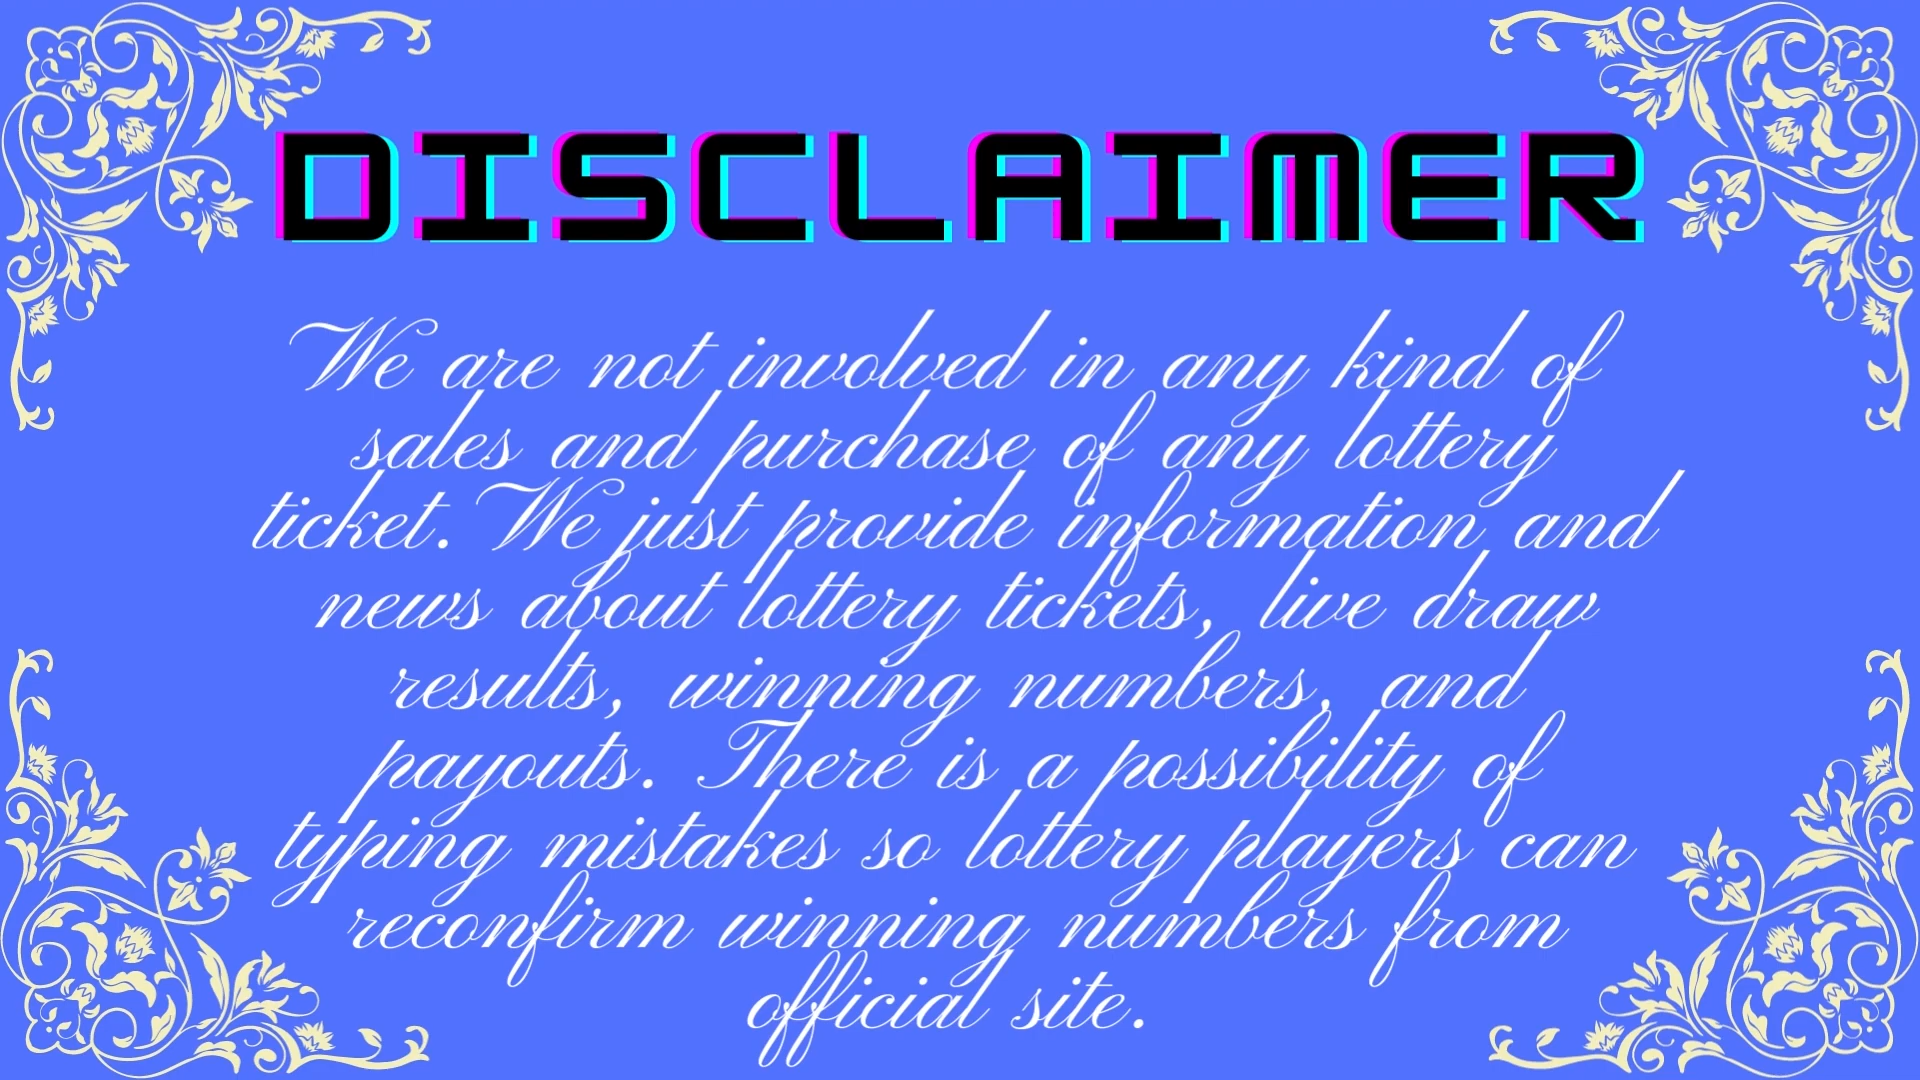 DISCLAIMER
We are not involved in any kind of
sales and purchase of any lottery
ticket. We just provide information and
news about lottery tickets, live draw
results, winning numbers, and
payouts. There is a possibility of
typing mistakes so lottery players can
reconfirm winning numbers from
official site.